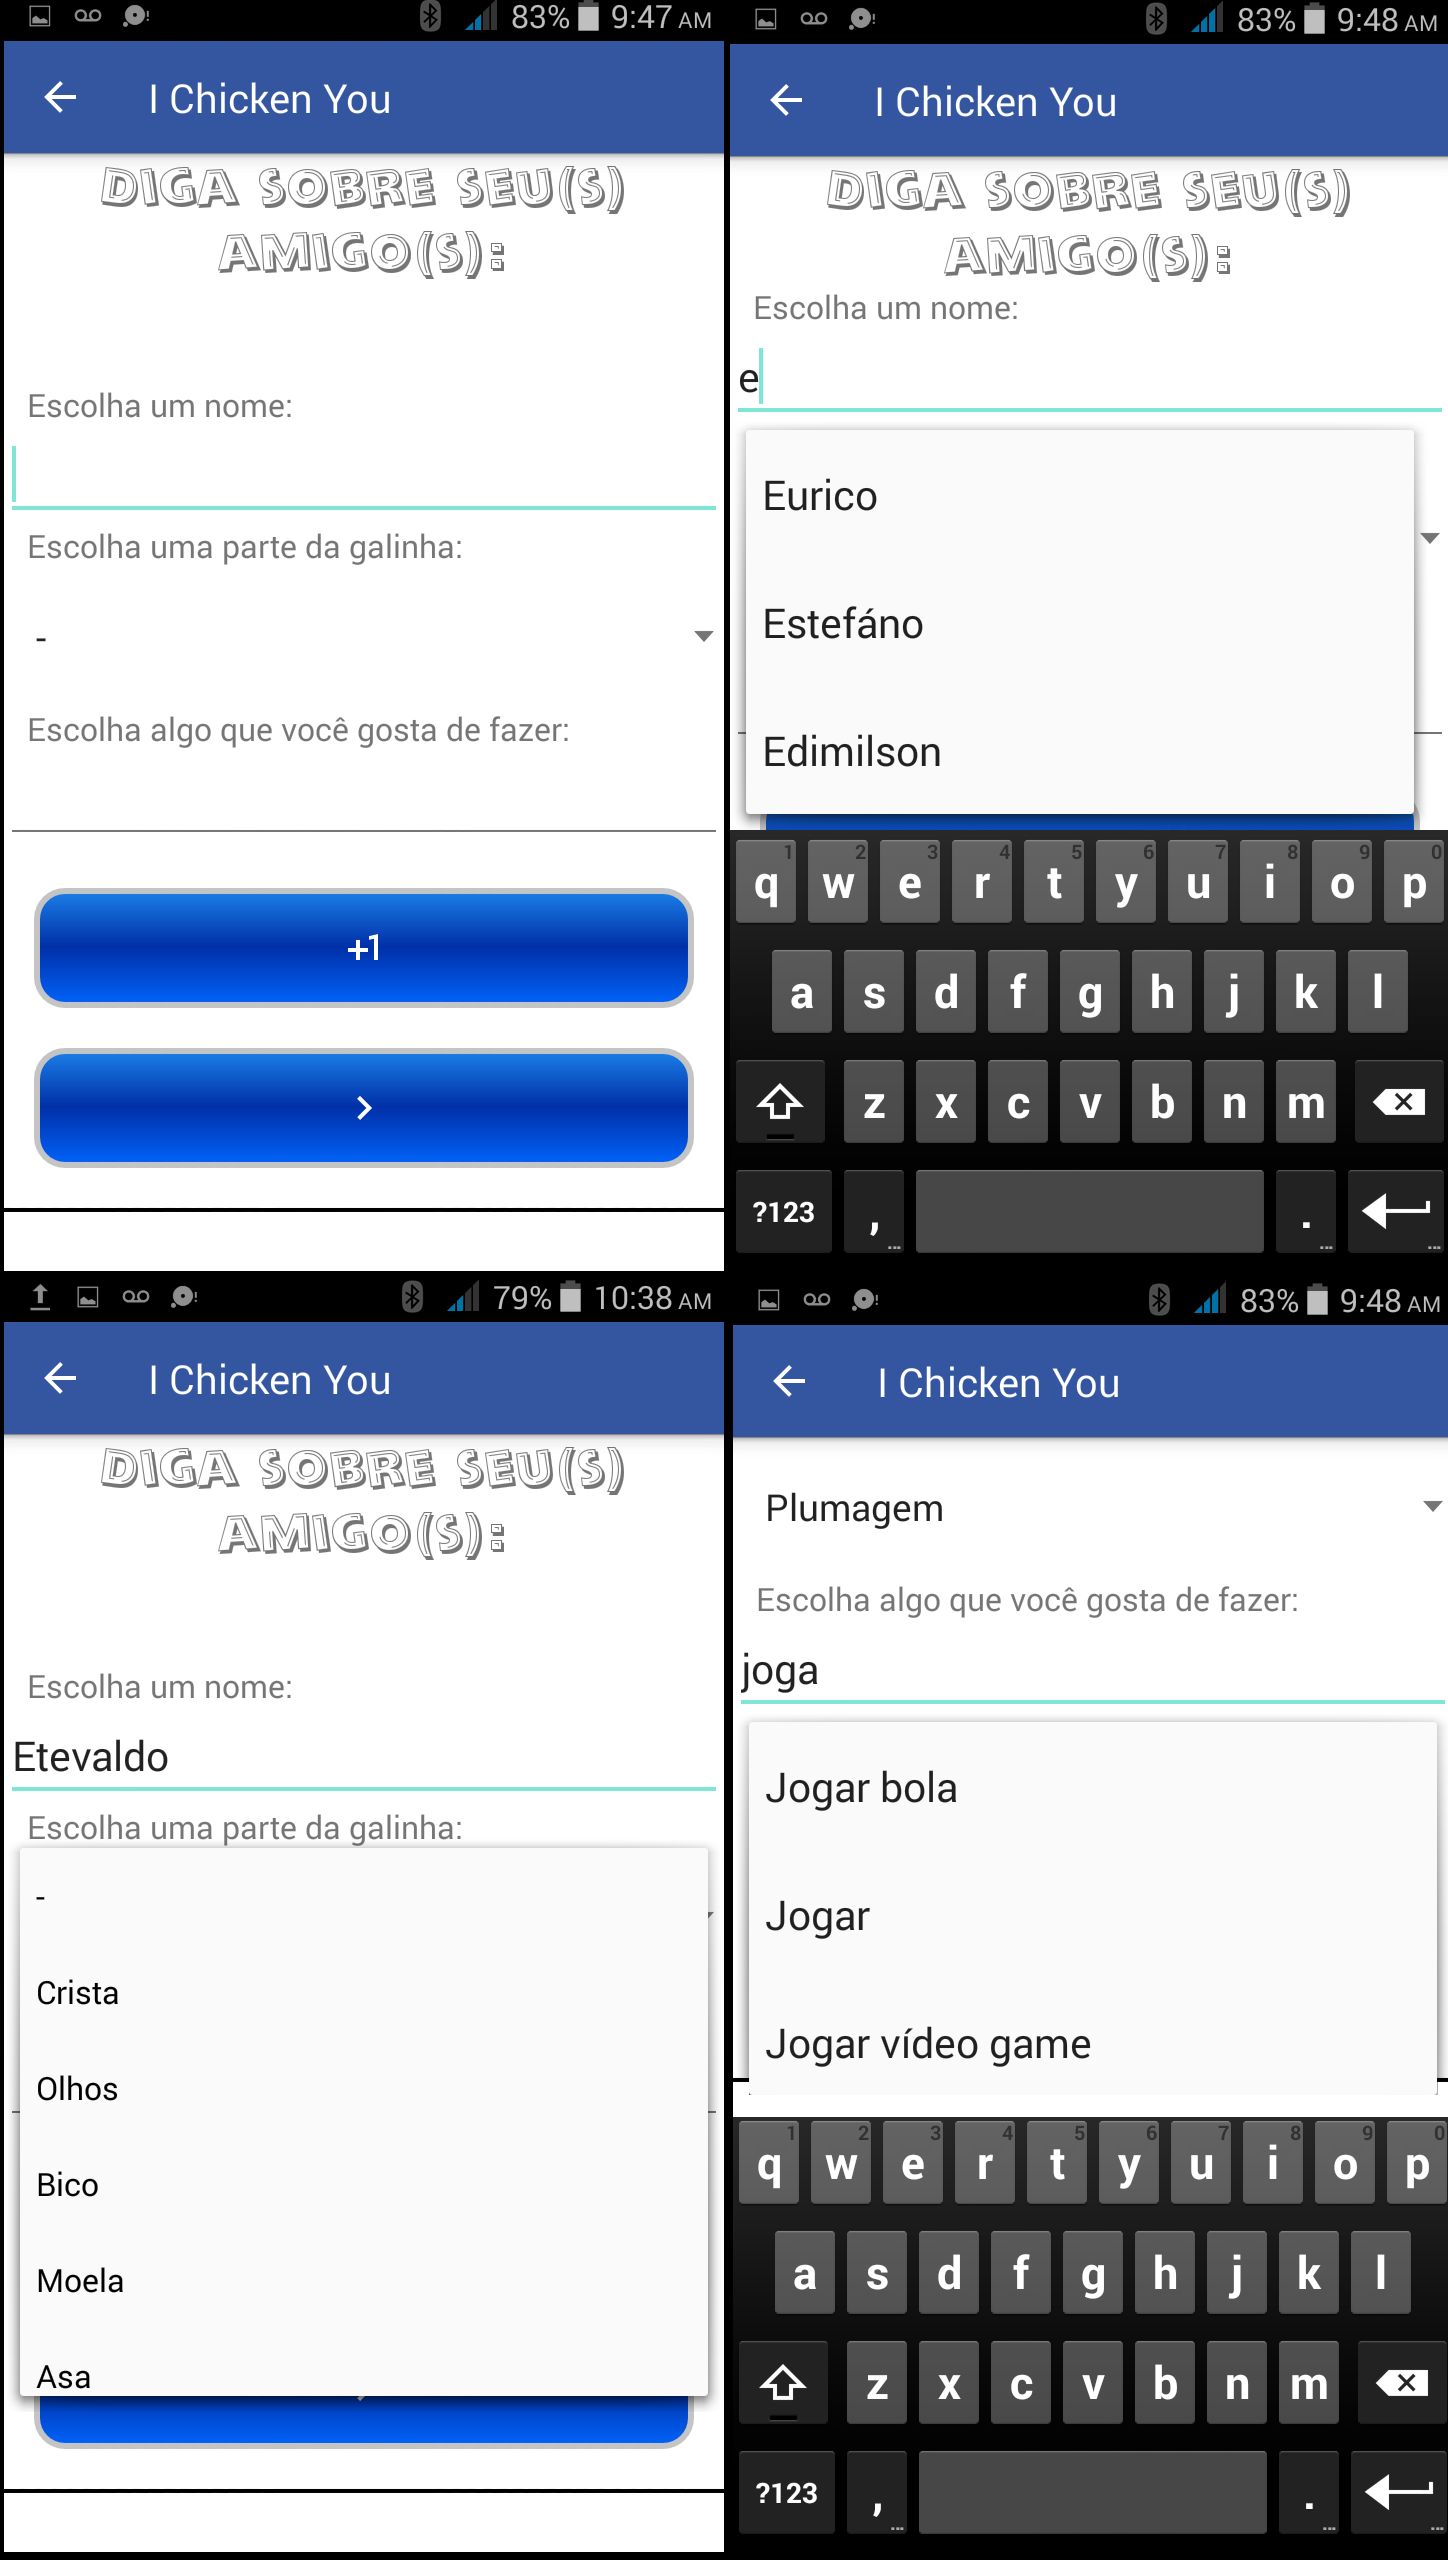 83% 9:47 AM
I Chicken You
DIGA SOBRE SEU(S)
AMIGO(S):
Escolha um nome:
Escolha uma parte da galinha:
-
Escolha algo que você gosta de fazer:
+1
>
83% 9:48 AM
I Chicken You
DIGA SOBRE SEU(S)
AMIGO(S):
Escolha um nome:
e
Eurico
Estefáno
Edimilson
1 2 3 4 5 6 7 8 9 0
q w e r t y u i o p
a s d f g h j k l
z x c v b n m
?123 , .
79% 10:38 AM
I Chicken You
DIGA SOBRE SEU(S)
AMIGO(S):
Escolha um nome:
Etevaldo
Escolha uma parte da galinha:
-
Crista
Olhos
Bico
Moela
Asa
83% 9:48 AM
I Chicken You
Plumagem
Escolha algo que você gosta de fazer:
joga
Jogar bola
Jogar
Jogar vídeo game
1 2 3 4 5 6 7 8 9 0
q w e r t y u i o p
a s d f g h j k l
z x c v b n m
?123 , .